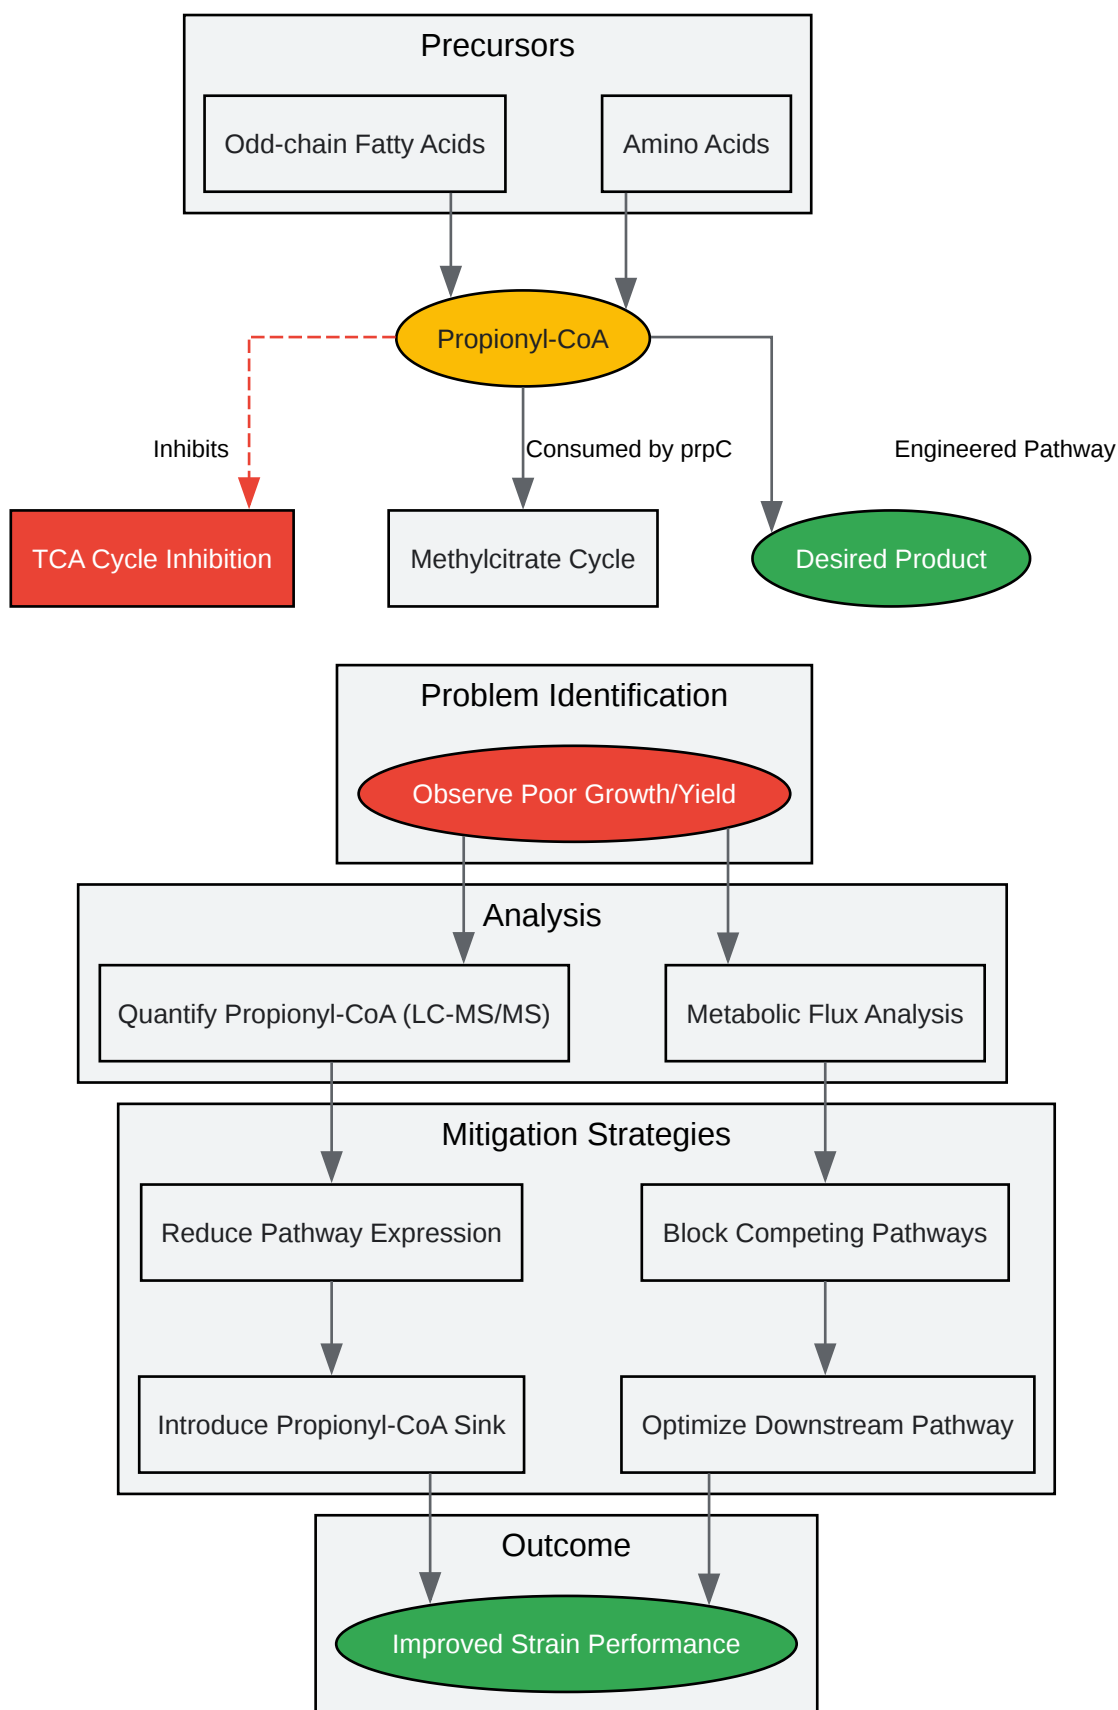 Precursors
Odd-chain Fatty Acids
Amino Acids
Propionyl-CoA
Inhibits
Consumed by prpC
Engineered Pathway
TCA Cycle Inhibition
Methylcitrate Cycle
Desired Product
Problem Identification
Observe Poor Growth/Yield
Analysis
Quantify Propionyl-CoA (LC-MS/MS)
Metabolic Flux Analysis
Mitigation Strategies
Reduce Pathway Expression
Block Competing Pathways
Introduce Propionyl-CoA Sink
Optimize Downstream Pathway
Outcome
Improved Strain Performance